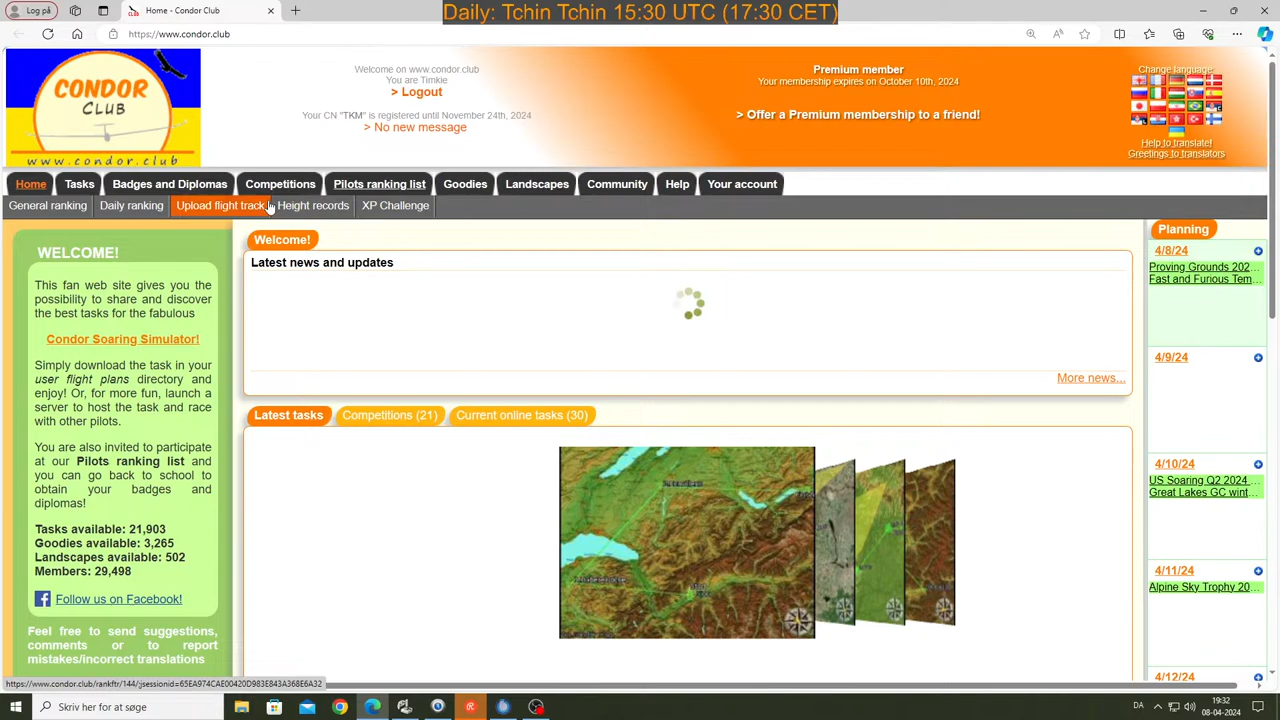 Log på
Home - Condor.Club
Daily: Tchin Tchin 15:30 UTC (17:30 CET)
https://www.condor.club
CONDOR
CLUB
www.condor.club
Welcome on www.condor.club
You are Timkie
> Logout
Your CN "TKM" is registered until November 24th, 2024
> No new message
Premium member
Your membership expires on October 10th, 2024
> Offer a Premium membership to a friend!
Change language
Help to translate!
Greetings to translators
Home Tasks Badges and Diplomas Competitions Pilots ranking list Goodies Landscapes Community Help Your account
General ranking Daily ranking Upload flight track Height records XP Challenge
WELCOME!
This fan web site gives you the
possibility to share and discover
the best tasks for the fabulous
Condor Soaring Simulator!
Simply download the task in your
user flight plans directory and
enjoy! Or, for more fun, launch a
server to host the task and race
with other pilots.
You are also invited to participate
at our Pilots ranking list and
you can go back to school to
obtain your badges and
diplomas!
Tasks available: 21,903
Goodies available: 3,265
Landscapes available: 502
Members: 29,498
Follow us on Facebook!
Feel free to send suggestions,
comments or to report
mistakes/incorrect translations
Welcome!
Latest news and updates
More news...
Latest tasks Competitions (21) Current online tasks (30)
Planning
4/8/24
Proving Grounds 202...
Fast and Furious Tem...
4/9/24
4/10/24
US Soaring Q2 2024 ...
Great Lakes GC wint...
4/11/24
Alpine Sky Trophy 20...
4/12/24
https://www.condor.club/rankftr/144/;jsessionid=65EA974CAE00420D983E843A368E6A32
Skriv her for at søge
DA
19:32
08-04-2024